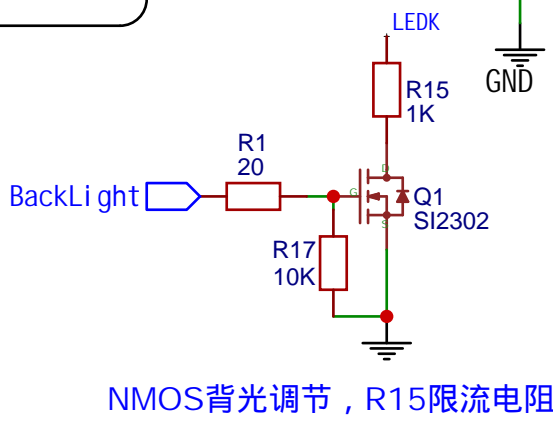 LEDK
GND
R15
1K
R1
20
BackLight
D
G
S
Q1
SI2302
R17
10K
NMOS背光调节，R15限流电阻